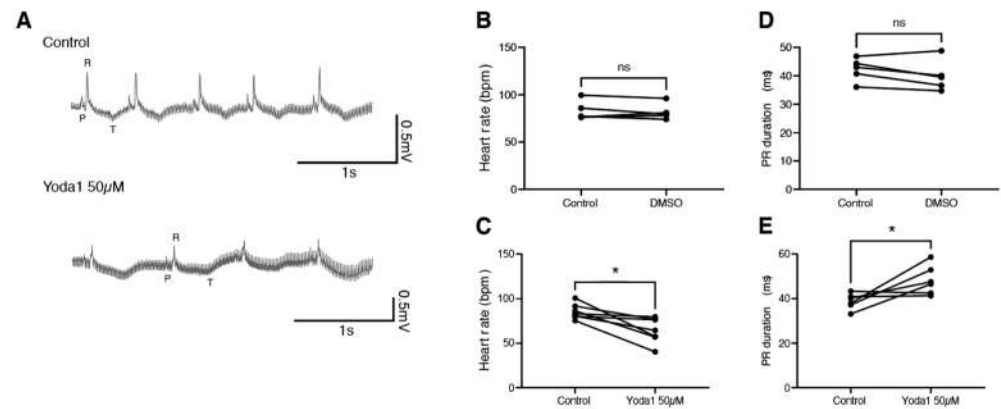 A
Control
R
P
T
0.5mV
1s
Yoda1 50µM
R
P
T
0.5mV
1s
B
Heart rate (bpm)
150
100
50
0
ns
Control
DMSO
C
Heart rate (bpm)
150
100
50
0
*
Control
Yoda1 50µM
D
PR duration (ms)
50
40
30
20
10
0
ns
Control
DMSO
E
PR duration (ms)
60
40
20
0
*
Control
Yoda1 50µM